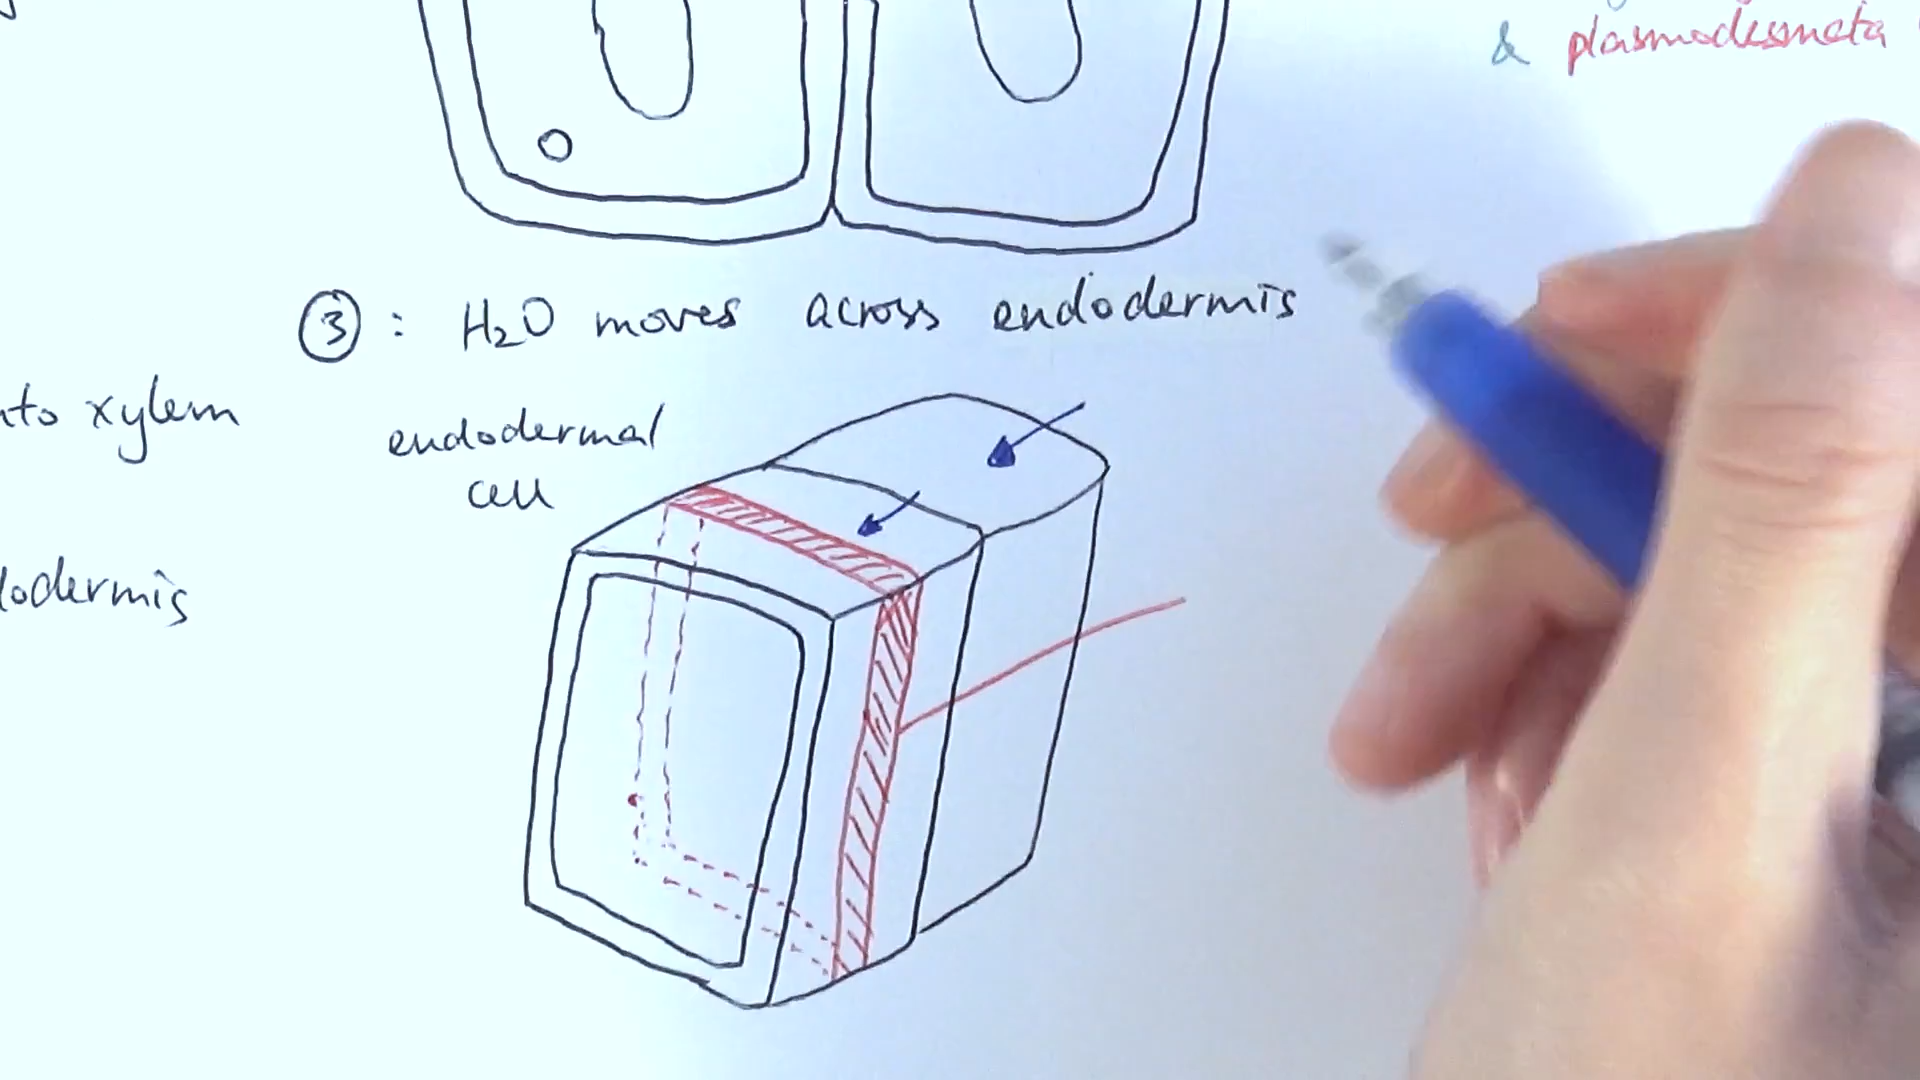 & plasmodesmata
③ : H₂O moves across endodermis
nto xylem
endodermal
cell
dodermis